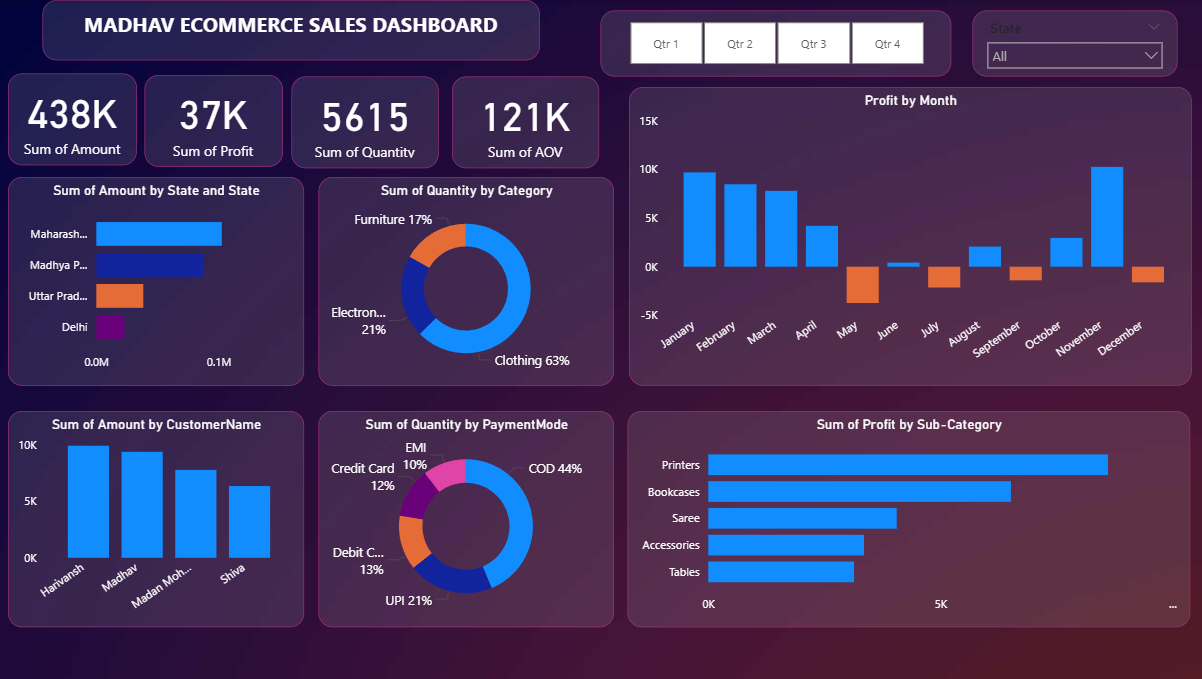 MADHAV ECOMMERCE SALES DASHBOARD
Qtr 1
Qtr 2
Qtr 3
Qtr 4
State
All
438K
Sum of Amount
37K
Sum of Profit
5615
Sum of Quantity
121K
Sum of AOV
Profit by Month
15K
10K
5K
0K
-5K
January
February
March
April
May
June
July
August
September
October
November
December
Sum of Amount by State and State
Maharash...
Madhya P...
Uttar Prad...
Delhi
0.0M
0.1M
Sum of Quantity by Category
Furniture 17%
Electron...
21%
Clothing 63%
Sum of Amount by CustomerName
10K
5K
0K
Harivansh
Madhav
Madan Moh...
Shiva
Sum of Quantity by PaymentMode
EMI
10%
Credit Card
12%
COD 44%
Debit C...
13%
UPI 21%
Sum of Profit by Sub-Category
Printers
Bookcases
Saree
Accessories
Tables
0K
5K
...